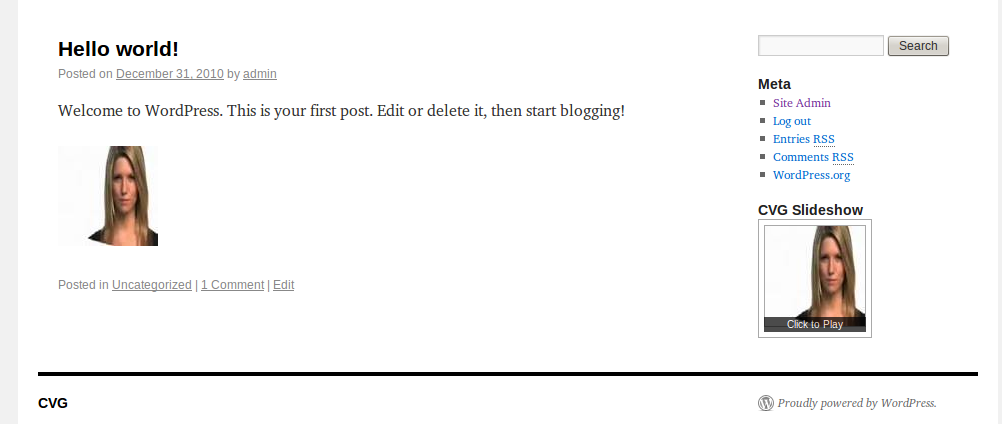 Hello world!
Posted on December 31, 2010 by admin
Welcome to WordPress. This is your first post. Edit or delete it, then start blogging!
Posted in Uncategorized | 1 Comment | Edit
Search
Meta
Site Admin
Log out
Entries RSS
Comments RSS
WordPress.org
CVG Slideshow
Click to Play
CVG
Proudly powered by WordPress.